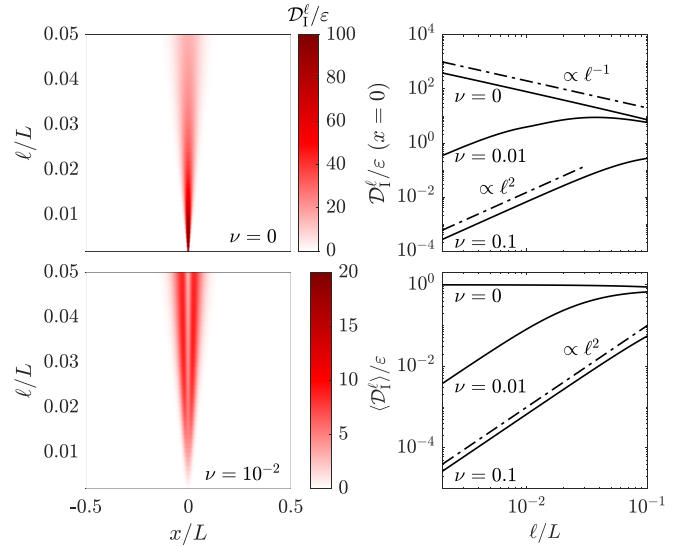 𝒟_I^ℓ/ε
0.05
0.04
0.03
0.02
0.01
ℓ/L
ν = 0
100
80
60
40
20
0
10^4
10^2
10^0
10^-2
10^-4
𝒟_I^ℓ/ε (x = 0)
∝ ℓ^-1
ν = 0
ν = 0.01
∝ ℓ^2
ν = 0.1
0.05
0.04
0.03
0.02
0.01
ℓ/L
ν = 10^-2
-0.5 0 0.5
x/L
20
15
10
5
0
10^0
10^-2
10^-4
⟨𝒟_I^ℓ⟩/ε
ν = 0
∝ ℓ^2
ν = 0.01
ν = 0.1
10^-2 10^-1
ℓ/L